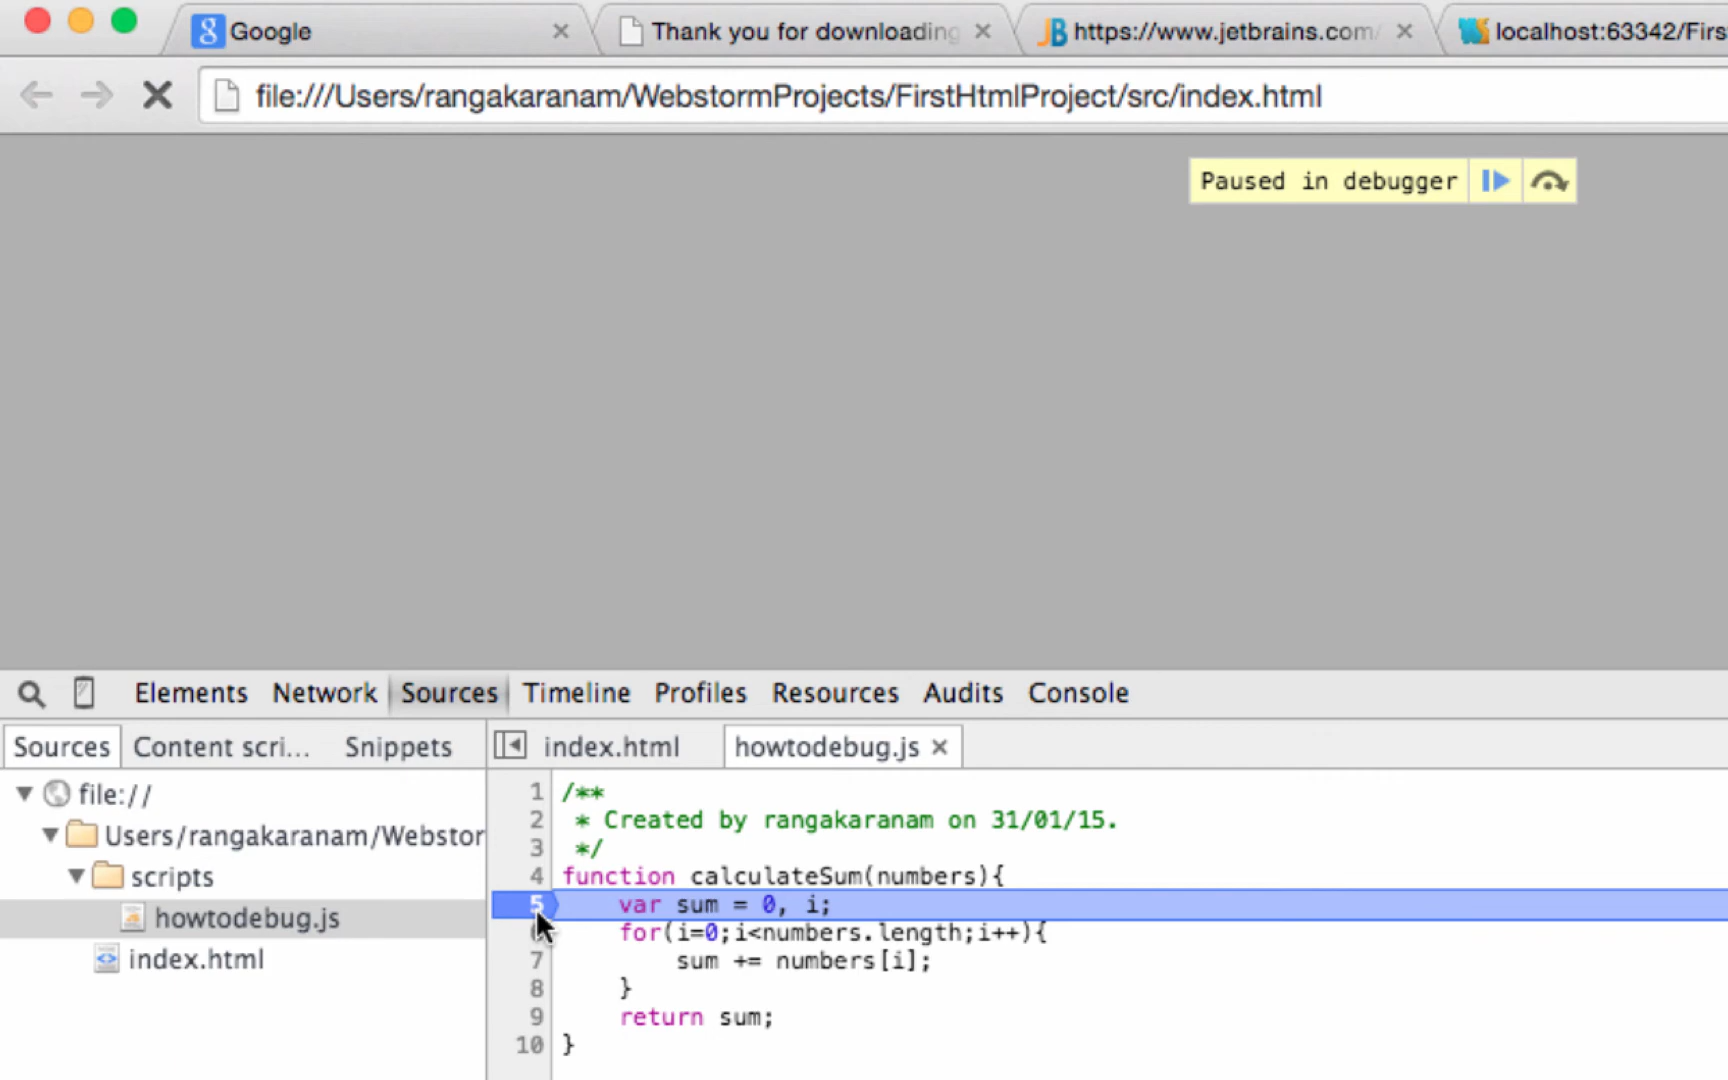 Google
Thank you for downloading
https://www.jetbrains.com/
localhost:63342/Firs
file:///Users/rangakaranam/WebstormProjects/FirstHtmlProject/src/index.html
Paused in debugger
Elements Network Sources Timeline Profiles Resources Audits Console
Sources Content scri... Snippets
index.html howtodebug.js
file://
Users/rangakaranam/Webstor
scripts
howtodebug.js
index.html
1 /**
2 * Created by rangakaranam on 31/01/15.
3 */
4 function calculateSum(numbers){
5 var sum = 0, i;
for(i=0;i<numbers.length;i++){
7 sum += numbers[i];
8 }
9 return sum;
10 }